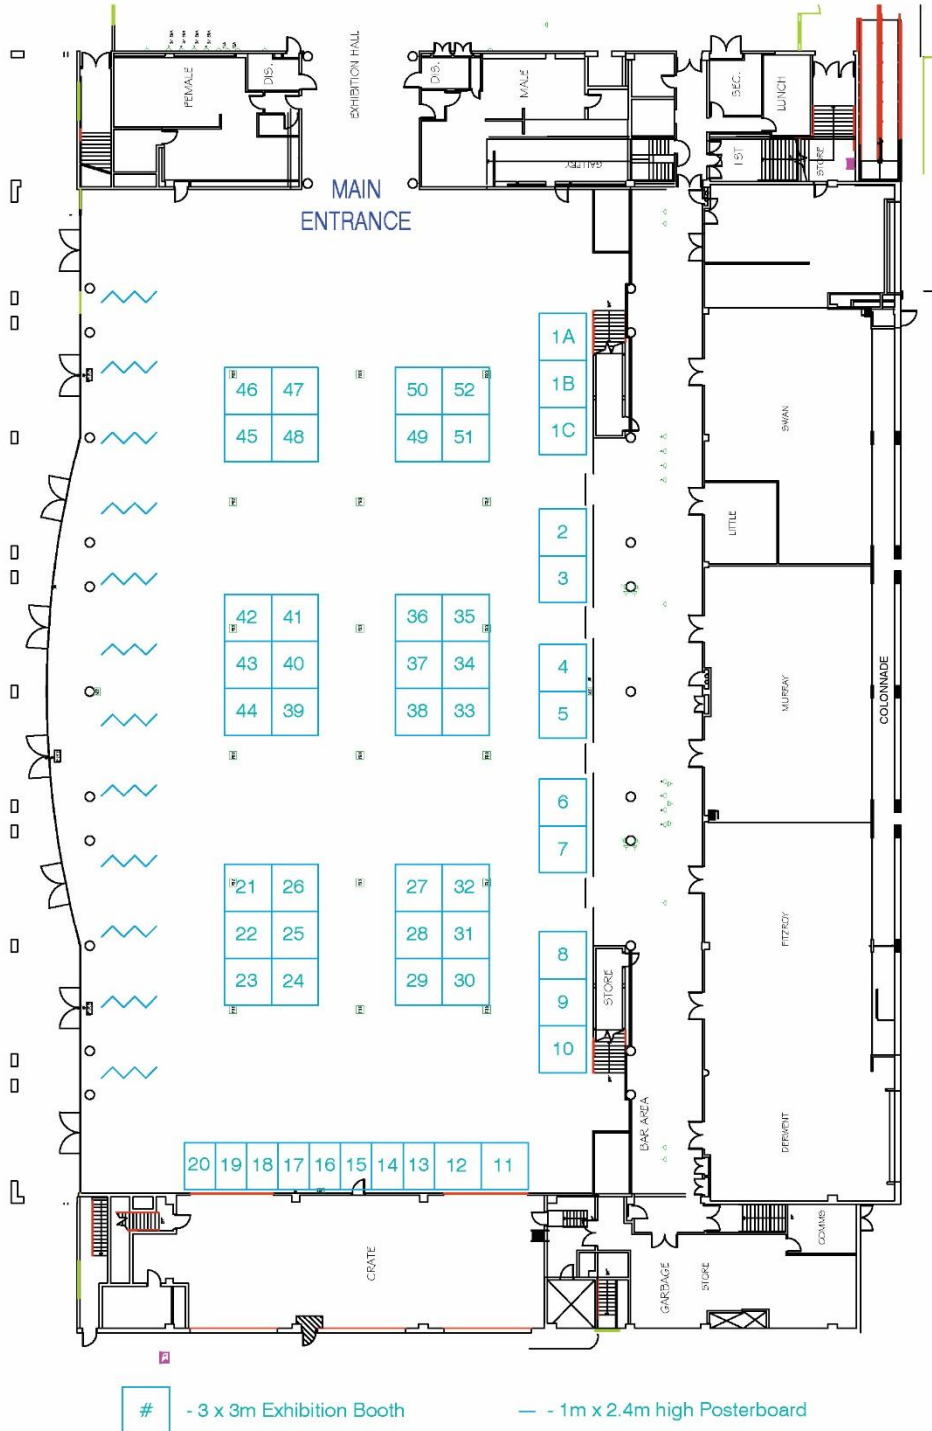 EXHIBITION HALL
FEMALE
DIS.
DIS.
MALE
GALLERY
SEC.
LUNCH
1.ST
STORE
MAIN
ENTRANCE
1A
1B
1C
46 47 50 52
45 48 49 51
SWAN
LITTLE
2
3
42 41 36 35
43 40 37 34
44 39 38 33
4
5
MURRAY
COLONNADE
6
7
21 26 27 32
22 25 28 31
23 24 29 30
8
9
10
STORE
FITZROY
BAR AREA
DERWENT
20 19 18 17 16 15 14 13 12 11
CRATE
GARBAGE
STORE
COMMS
# - 3 x 3m Exhibition Booth
— - 1m x 2.4m high Posterboard